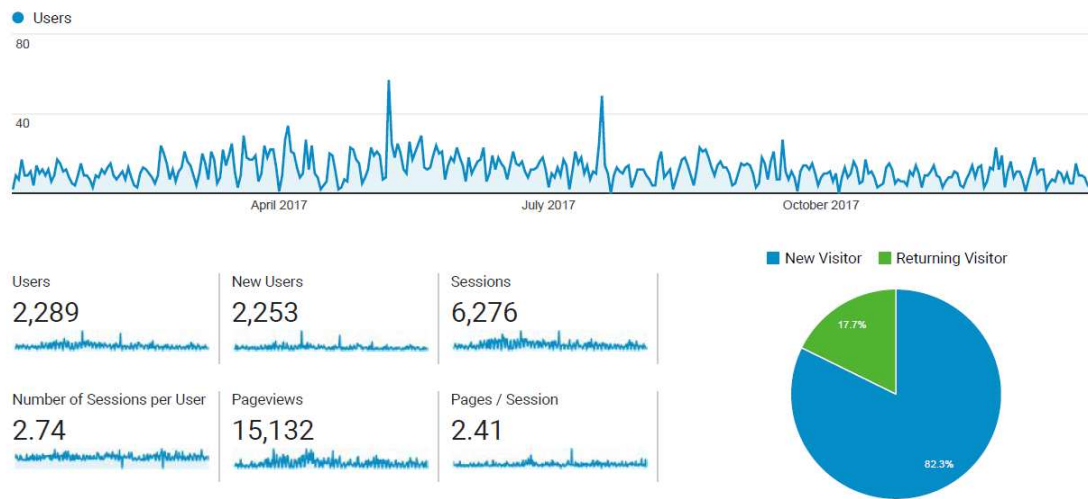 Users
80
40
April 2017
July 2017
October 2017
New Visitor
Returning Visitor
Users
2,289
New Users
2,253
Sessions
6,276
Number of Sessions per User
2.74
Pageviews
15,132
Pages / Session
2.41
17.7%
82.3%